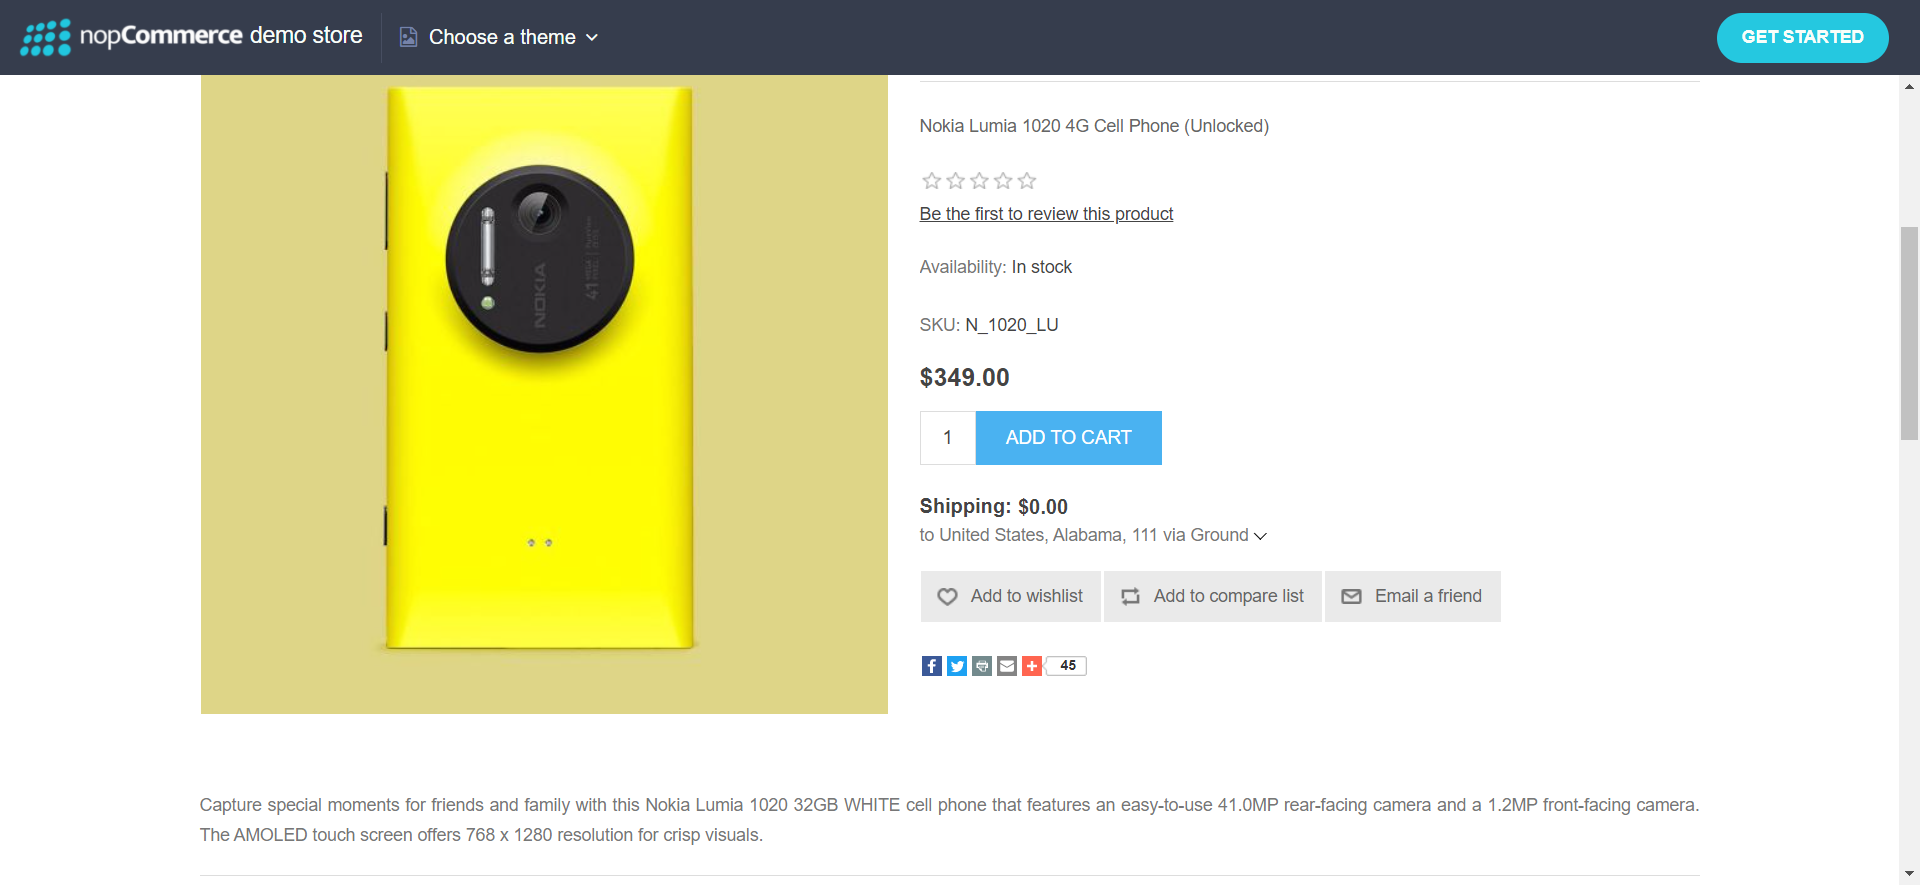 nopCommerce demo store
Choose a theme
GET STARTED
NOKIA
41
Nokia Lumia 1020 4G Cell Phone (Unlocked)
Be the first to review this product
Availability: In stock
SKU: N_1020_LU
$349.00
1
ADD TO CART
Shipping: $0.00
to United States, Alabama, 111 via Ground
Add to wishlist
Add to compare list
Email a friend
45
Capture special moments for friends and family with this Nokia Lumia 1020 32GB WHITE cell phone that features an easy-to-use 41.0MP rear-facing camera and a 1.2MP front-facing camera.
The AMOLED touch screen offers 768 x 1280 resolution for crisp visuals.